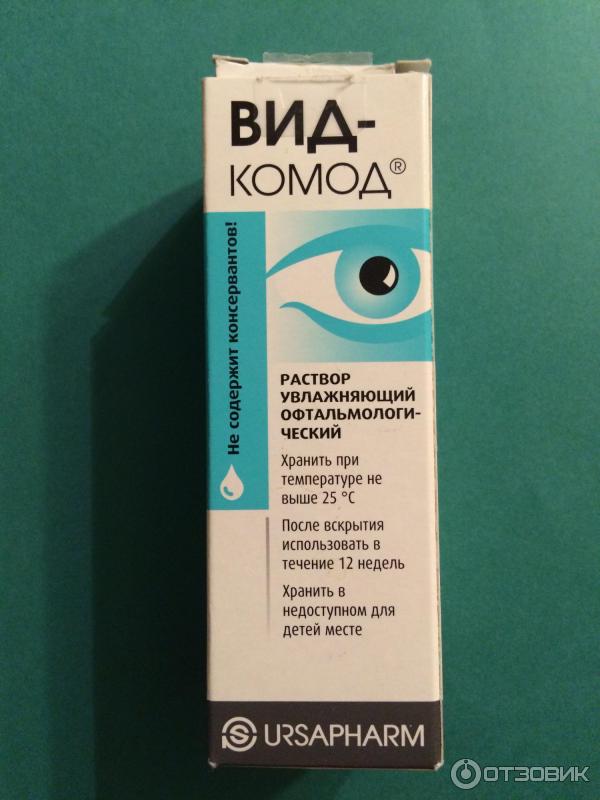 ВИД-
КОМОД®
Не содержит консервантов!
РАСТВОР
УВЛАЖНЯЮЩИЙ
ОФТАЛЬМОЛОГИ-
ЧЕСКИЙ
Хранить при
температуре не
выше 25 °C
После вскрытия
использовать в
течение 12 недель
Хранить в
недоступном для
детей месте
URSAPHARM
ОТЗОВИК